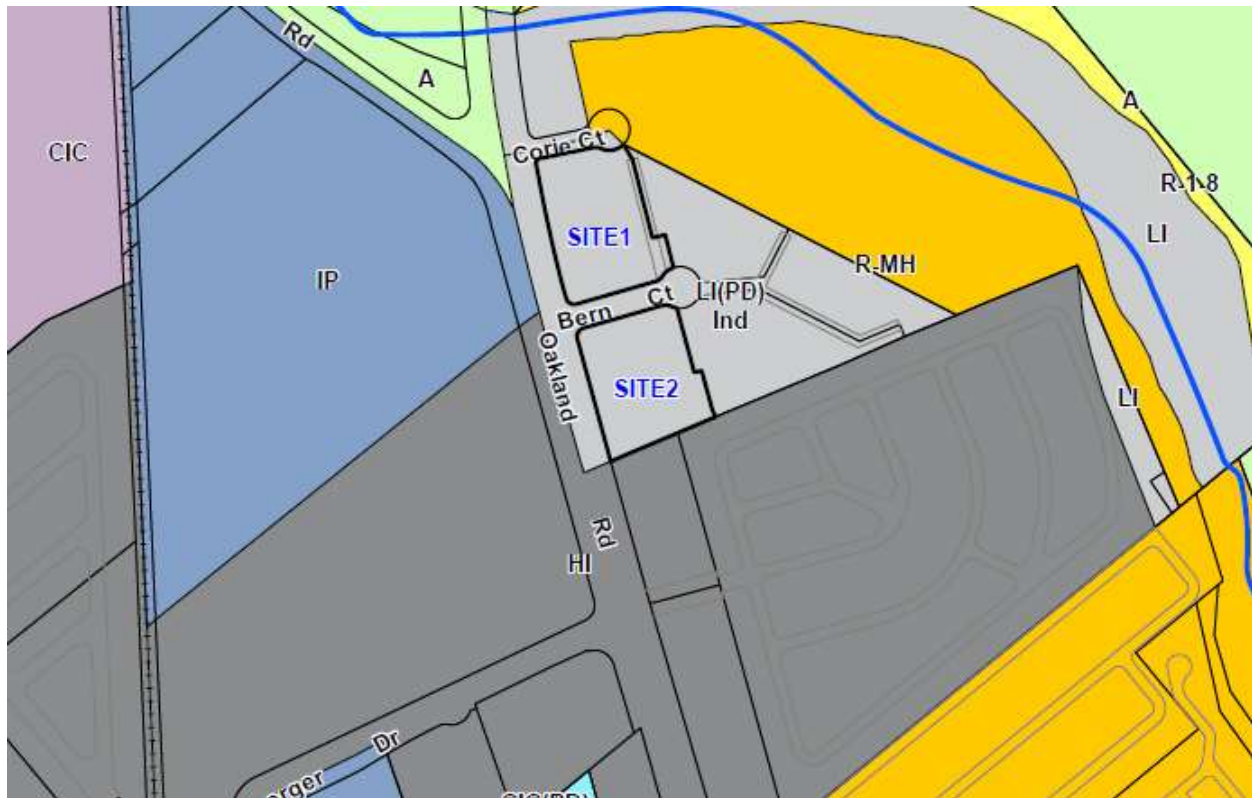 Rd
A
A
CIC
Corie Ct
R-1-8
SITE1
LI
R-MH
IP
LI(PD)
Ind
Bern Ct
Oakland
SITE2
LI
Rd
HI
Dr